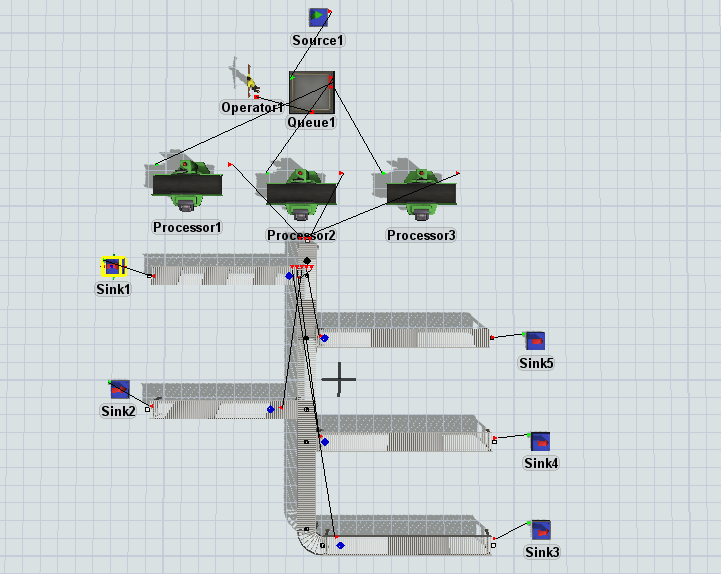 Source1
Operator1
Queue1
Processor1
Processor2
Processor3
Sink1
Sink5
Sink2
Sink4
Sink3